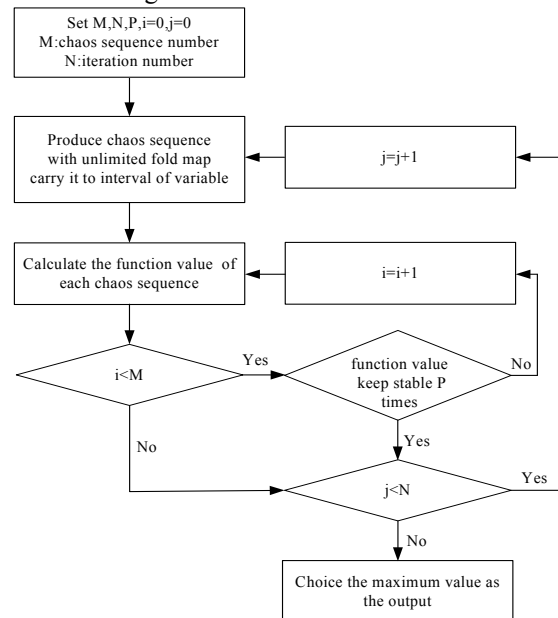 Set M,N,P,i=0,j=0
M:chaos sequence number
N:iteration number
Produce chaos sequence
with unlimited fold map
carry it to interval of variable
j=j+1
Calculate the function value of
each chaos sequence
i=i+1
i<M
Yes
function value
keep stable P
times
No
No
Yes
j<N
Yes
No
Choice the maximum value as
the output